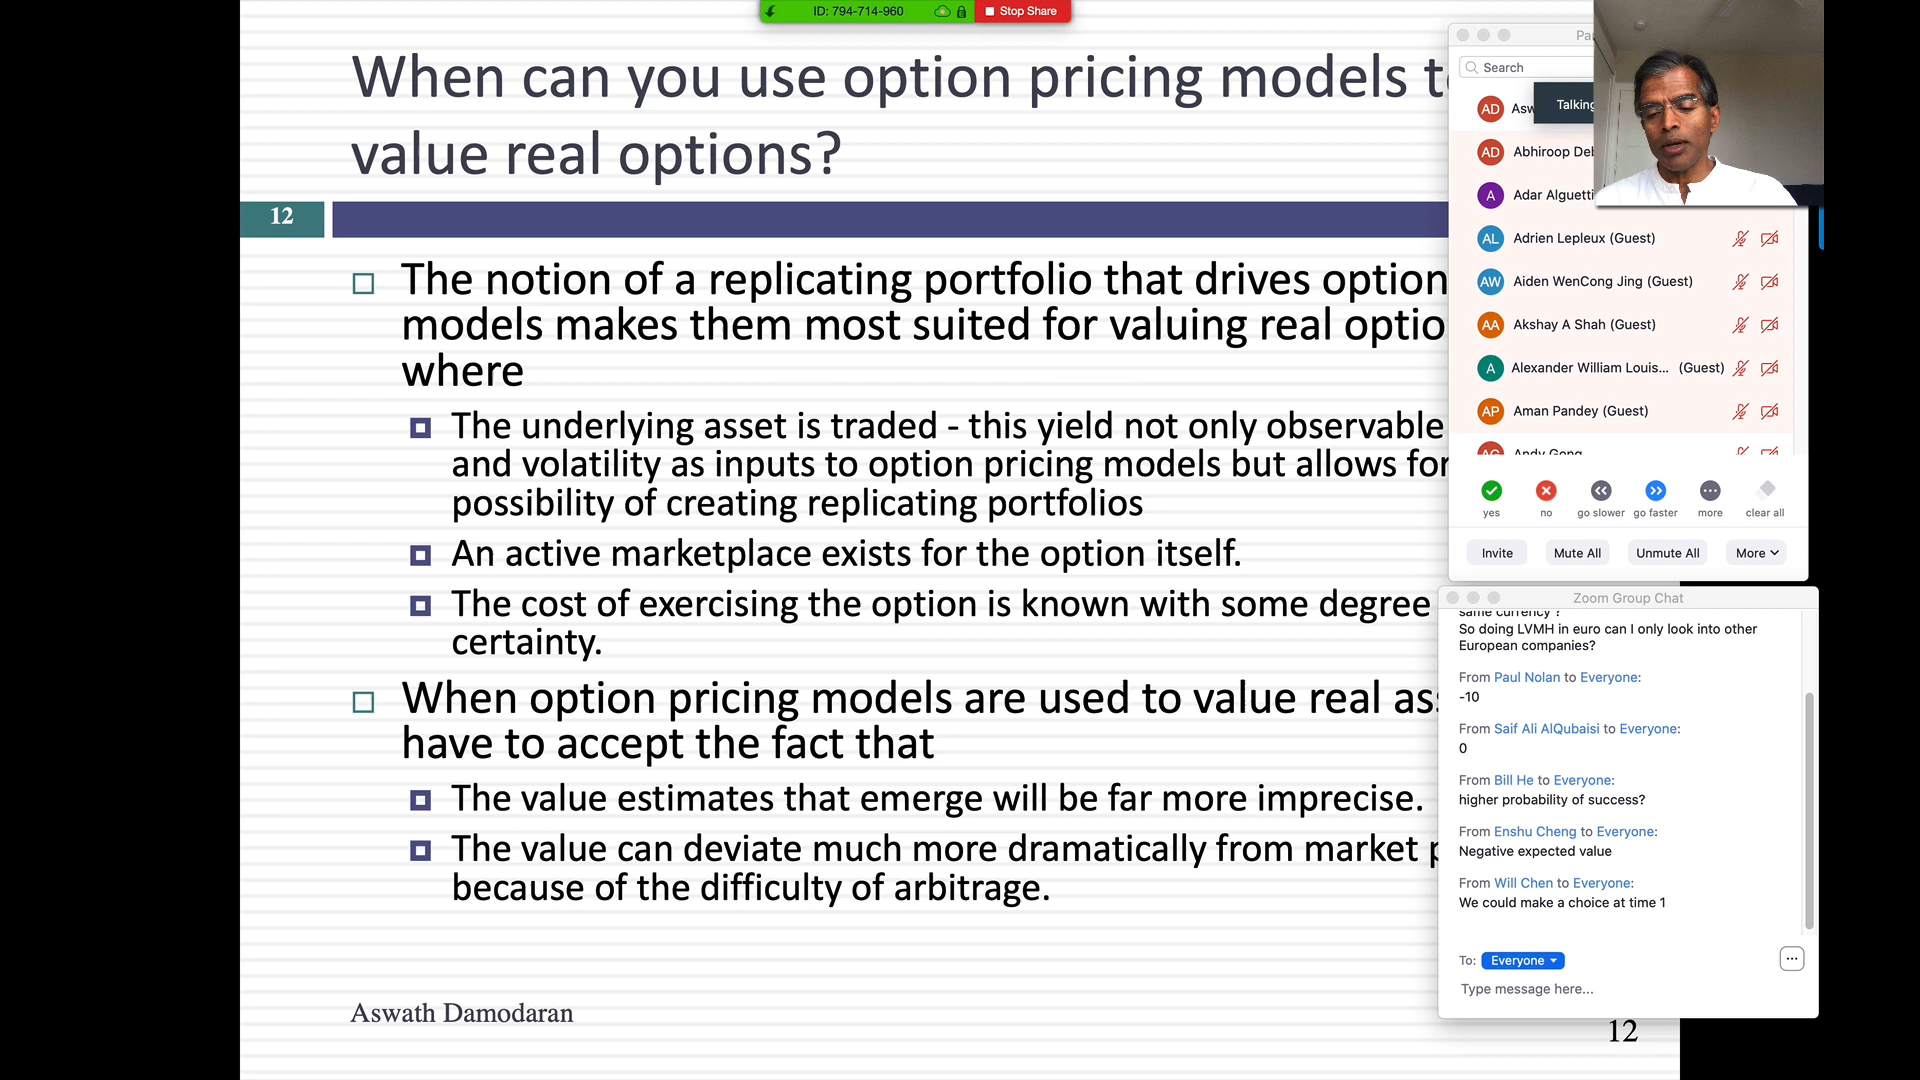 ID: 794-714-960
Stop Share
When can you use option pricing models t
value real options?
12
The notion of a replicating portfolio that drives option
models makes them most suited for valuing real optio
where
The underlying asset is traded - this yield not only observable
and volatility as inputs to option pricing models but allows for
possibility of creating replicating portfolios
An active marketplace exists for the option itself.
The cost of exercising the option is known with some degree
certainty.
When option pricing models are used to value real as
have to accept the fact that
The value estimates that emerge will be far more imprecise.
The value can deviate much more dramatically from market p
because of the difficulty of arbitrage.
Aswath Damodaran
12
Pa
Search
AD Asw
Talking
AD Abhiroop Deb
A Adar Alguetti
AL Adrien Lepleux (Guest)
AW Aiden WenCong Jing (Guest)
AA Akshay A Shah (Guest)
A Alexander William Louis... (Guest)
AP Aman Pandey (Guest)
AG Andy Gong
yes no go slower go faster more clear all
Invite Mute All Unmute All More
Zoom Group Chat
same currency ?
So doing LVMH in euro can I only look into other
European companies?
From Paul Nolan to Everyone:
-10
From Saif Ali AlQubaisi to Everyone:
0
From Bill He to Everyone:
higher probability of success?
From Enshu Cheng to Everyone:
Negative expected value
From Will Chen to Everyone:
We could make a choice at time 1
To: Everyone
Type message here...